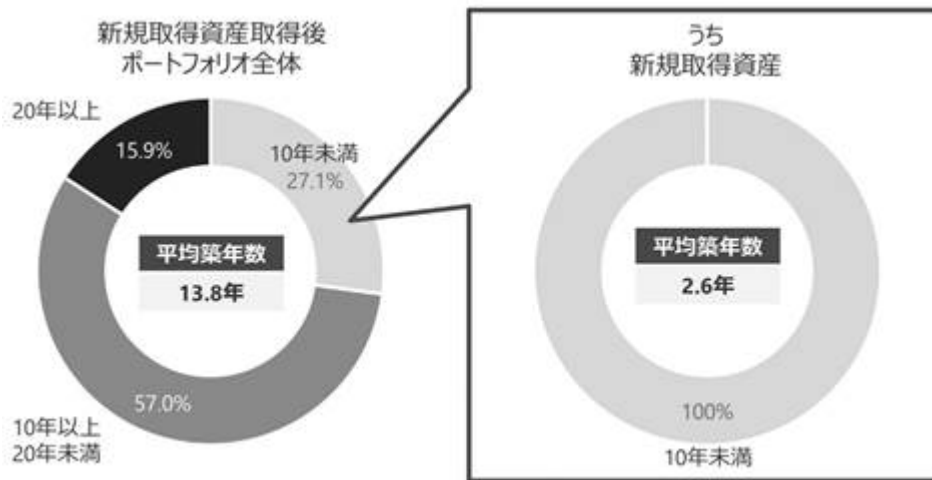 新規取得資産取得後
ポートフォリオ全体
20年以上
15.9%
10年未満
27.1%
平均築年数
13.8年
57.0%
10年以上
20年未満
うち
新規取得資産
平均築年数
2.6年
100%
10年未満